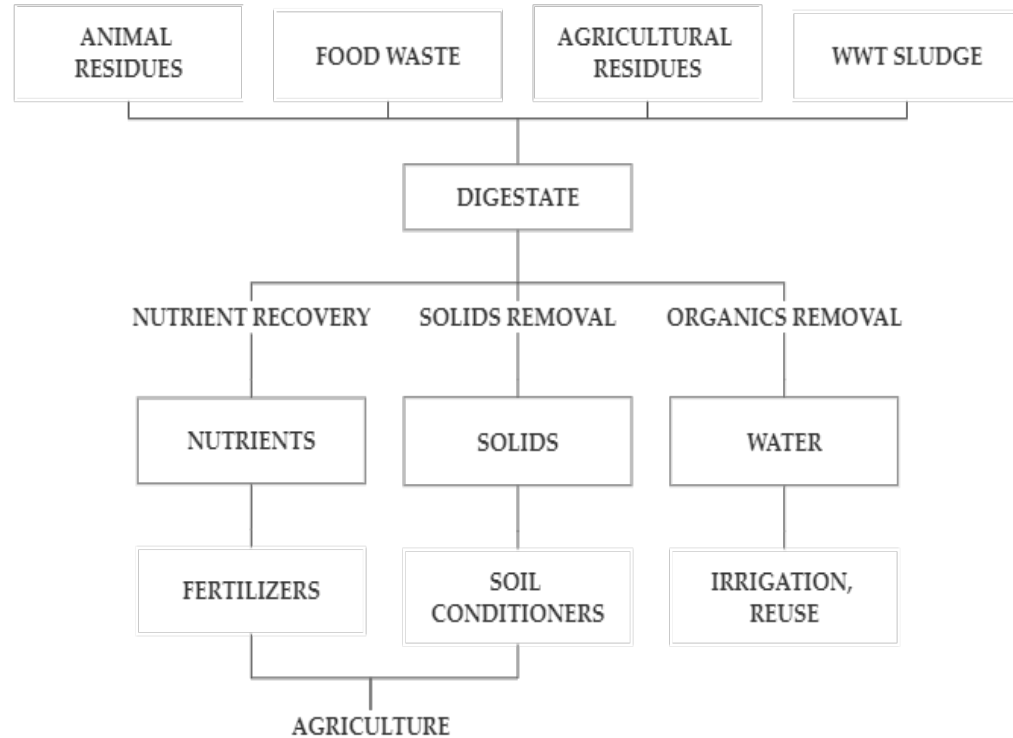 ANIMAL
RESIDUES
FOOD WASTE
AGRICULTURAL
RESIDUES
WWT SLUDGE
DIGESTATE
NUTRIENT RECOVERY
SOLIDS REMOVAL
ORGANICS REMOVAL
NUTRIENTS
SOLIDS
WATER
FERTILIZERS
SOIL
CONDITIONERS
IRRIGATION,
REUSE
AGRICULTURE